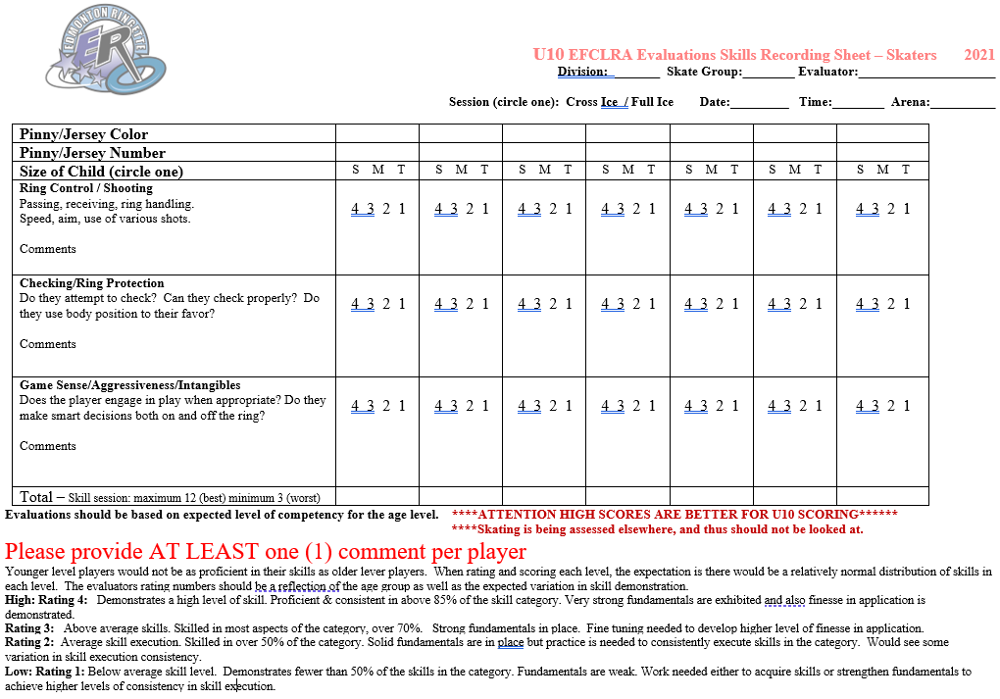 EDMONTON RINGETTE
ER
U10 EFCLRA Evaluations Skills Recording Sheet – Skaters 2021
Division:_________ Skate Group:________ Evaluator:_____________________
Session (circle one): Cross Ice / Full Ice Date:_________ Time:________ Arena:__________
Pinny/Jersey Color
Pinny/Jersey Number
Size of Child (circle one) S M T S M T S M T S M T S M T S M T S M T
Ring Control / Shooting
Passing, receiving, ring handling.
Speed, aim, use of various shots.
4 3 2 1 4 3 2 1 4 3 2 1 4 3 2 1 4 3 2 1 4 3 2 1 4 3 2 1
Comments
Checking/Ring Protection
Do they attempt to check? Can they check properly? Do
they use body position to their favor?
4 3 2 1 4 3 2 1 4 3 2 1 4 3 2 1 4 3 2 1 4 3 2 1 4 3 2 1
Comments
Game Sense/Aggressiveness/Intangibles
Does the player engage in play when appropriate? Do they
make smart decisions both on and off the ring?
4 3 2 1 4 3 2 1 4 3 2 1 4 3 2 1 4 3 2 1 4 3 2 1 4 3 2 1
Comments
Total – Skill session: maximum 12 (best) minimum 3 (worst)
Evaluations should be based on expected level of competency for the age level. ****ATTENTION HIGH SCORES ARE BETTER FOR U10 SCORING******
****Skating is being assessed elsewhere, and thus should not be looked at.
Please provide AT LEAST one (1) comment per player
Younger level players would not be as proficient in their skills as older lever players. When rating and scoring each level, the expectation is there would be a relatively normal distribution of skills in
each level. The evaluators rating numbers should be a reflection of the age group as well as the expected variation in skill demonstration.
High: Rating 4: Demonstrates a high level of skill. Proficient & consistent in above 85% of the skill category. Very strong fundamentals are exhibited and also finesse in application is
demonstrated.
Rating 3: Above average skills. Skilled in most aspects of the category, over 70%. Strong fundamentals in place. Fine tuning needed to develop higher level of finesse in application.
Rating 2: Average skill execution. Skilled in over 50% of the category. Solid fundamentals are in place but practice is needed to consistently execute skills in the category. Would see some
variation in skill execution consistency.
Low: Rating 1: Below average skill level. Demonstrates fewer than 50% of the skills in the category. Fundamentals are weak. Work needed either to acquire skills or strengthen fundamentals to
achieve higher levels of consistency in skill execution.